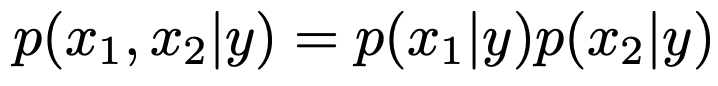 p(x₁, x₂|y) = p(x₁|y)p(x₂|y)